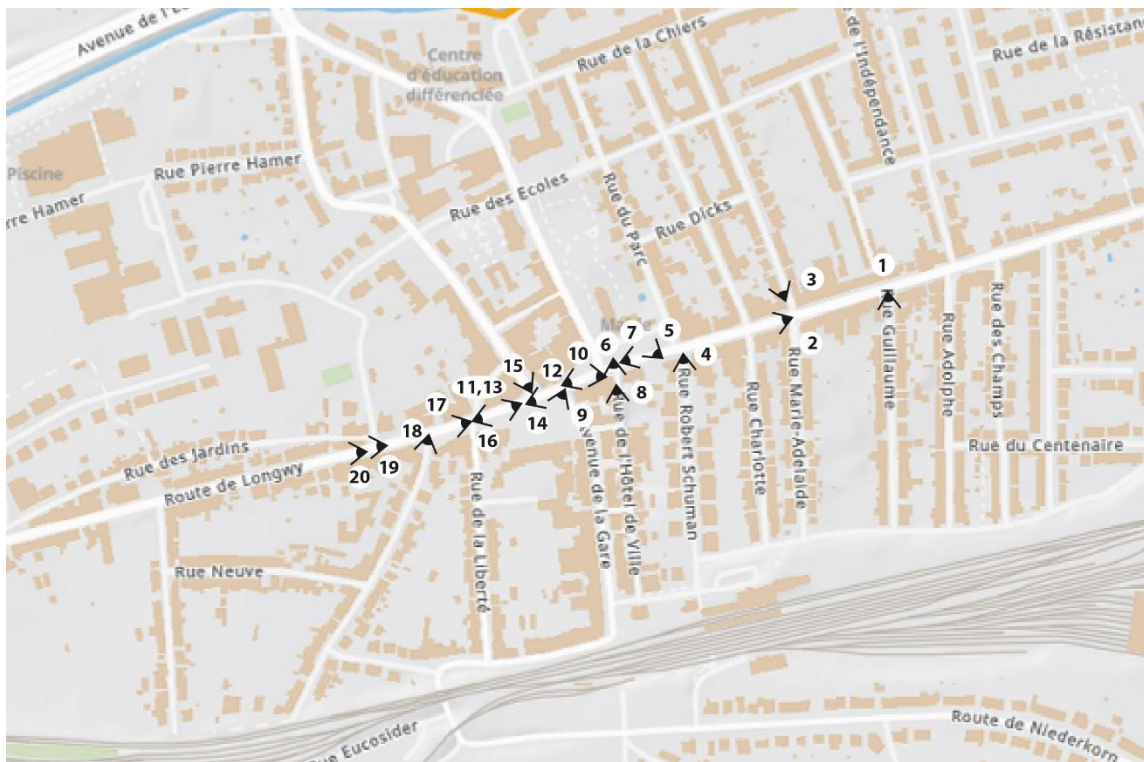 Avenue de l'E
Centre
d'éducation
différenciée
Rue de la Chiers
e de l'Indépendance
Rue de la Résistan
Piscine
Rue Pierre Hamer
rre Hamer
Rue des Ecoles
Rue du Parc
Rue Dicks
1
3
2
5
4
7
6
10
8
15
12
11,13
9
14
17
16
18
19
20
Rue des Jardins
Route de Longwy
Rue Neuve
Rue de la Liberté
Avenue de la Gare
Rue de l'Hôtel de Ville
Rue Robert Schuman
Rue Charlotte
Rue Marie-Adelaide
Rue Guillaume
Rue Adolphe
Rue des Champs
Rue du Centenaire
Rue Eucosider
Route de Niederkorn